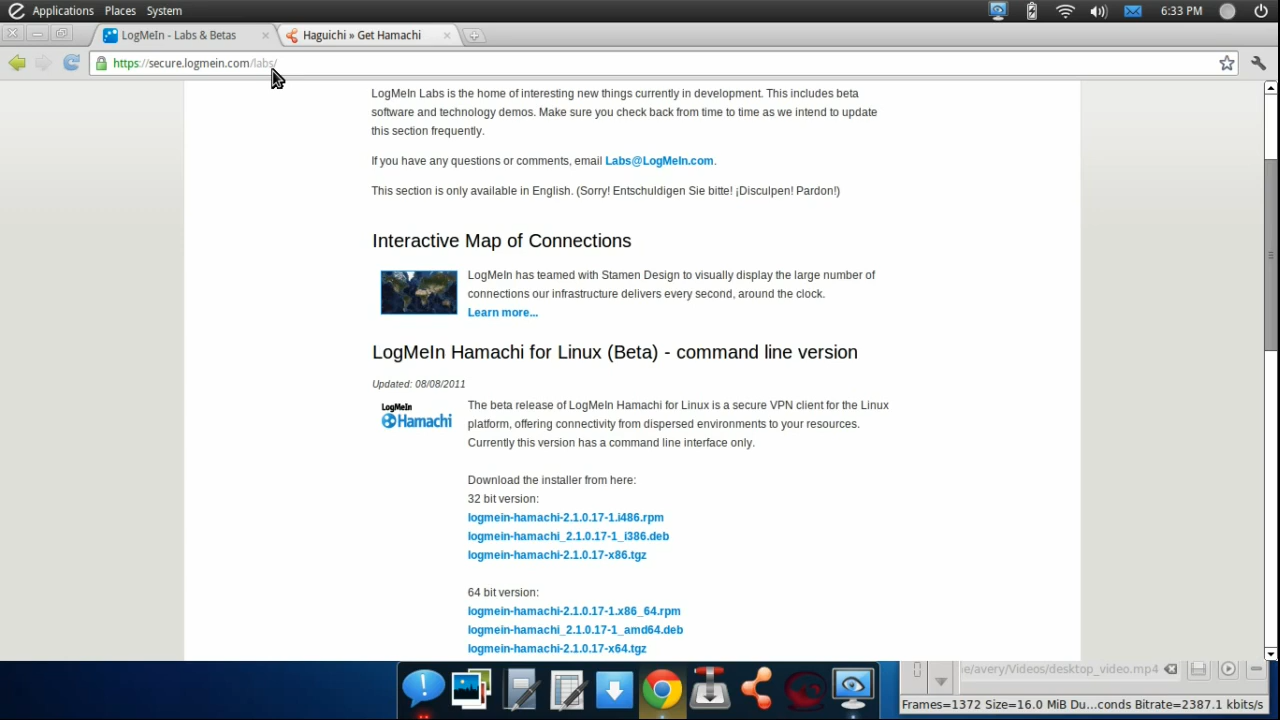 Applications Places System 6:33 PM
LogMeIn - Labs & Betas × Haguichi » Get Hamachi ×
https://secure.logmein.com/labs/
LogMeIn Labs is the home of interesting new things currently in development. This includes beta
software and technology demos. Make sure you check back from time to time as we intend to update
this section frequently.
If you have any questions or comments, email Labs@LogMeIn.com.
This section is only available in English. (Sorry! Entschuldigen Sie bitte! ¡Disculpen! Pardon!)
Interactive Map of Connections
LogMeIn has teamed with Stamen Design to visually display the large number of
connections our infrastructure delivers every second, around the clock.
Learn more...
LogMeIn Hamachi for Linux (Beta) - command line version
Updated: 08/08/2011
LogMeIn
Hamachi
The beta release of LogMeIn Hamachi for Linux is a secure VPN client for the Linux
platform, offering connectivity from dispersed environments to your resources.
Currently this version has a command line interface only.
Download the installer from here:
32 bit version:
logmein-hamachi-2.1.0.17-1.i486.rpm
logmein-hamachi_2.1.0.17-1_i386.deb
logmein-hamachi-2.1.0.17-x86.tgz
64 bit version:
logmein-hamachi-2.1.0.17-1.x86_64.rpm
logmein-hamachi_2.1.0.17-1_amd64.deb
logmein-hamachi-2.1.0.17-x64.tgz
e/avery/Videos/desktop_video.mp4
Frames=1372 Size=16.0 MiB Du...conds Bitrate=2387.1 kbits/s